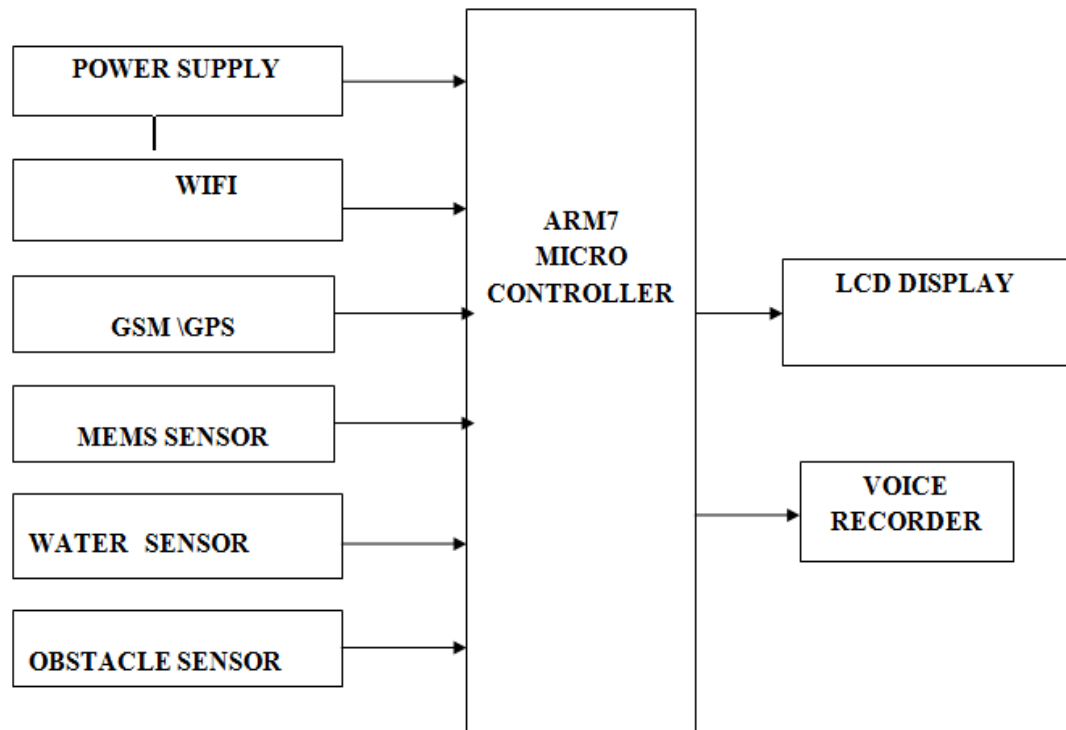 POWER SUPPLY
WIFI
GSM \GPS
MEMS SENSOR
WATER SENSOR
OBSTACLE SENSOR
ARM7
MICRO
CONTROLLER
LCD DISPLAY
VOICE
RECORDER